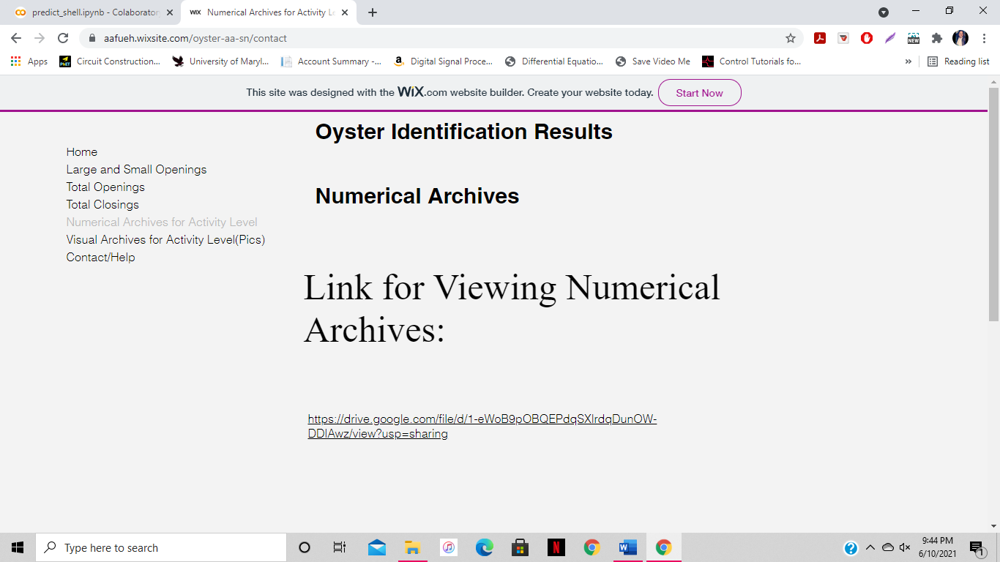 predict_shell.ipynb - Colaborator
WiX Numerical Archives for Activity Le
aafueh.wixsite.com/oyster-aa-sn/contact
NEW
Apps
PhET
Circuit Construction...
University of Maryl...
Account Summary -...
a
Digital Signal Proce...
Differential Equatio...
Save Video Me
Control Tutorials fo...
»
Reading list
This site was designed with the WiX.com website builder. Create your website today.
Start Now
Oyster Identification Results
Home
Large and Small Openings
Total Openings
Total Closings
Numerical Archives for Activity Level
Visual Archives for Activity Level(Pics)
Contact/Help
Numerical Archives
Link for Viewing Numerical
Archives:
https://drive.google.com/file/d/1-eWoB9pOBQEPdqSXlrdqDunOW-
DDlAwz/view?usp=sharing
Type here to search
N
W
?
9:44 PM
6/10/2021
1